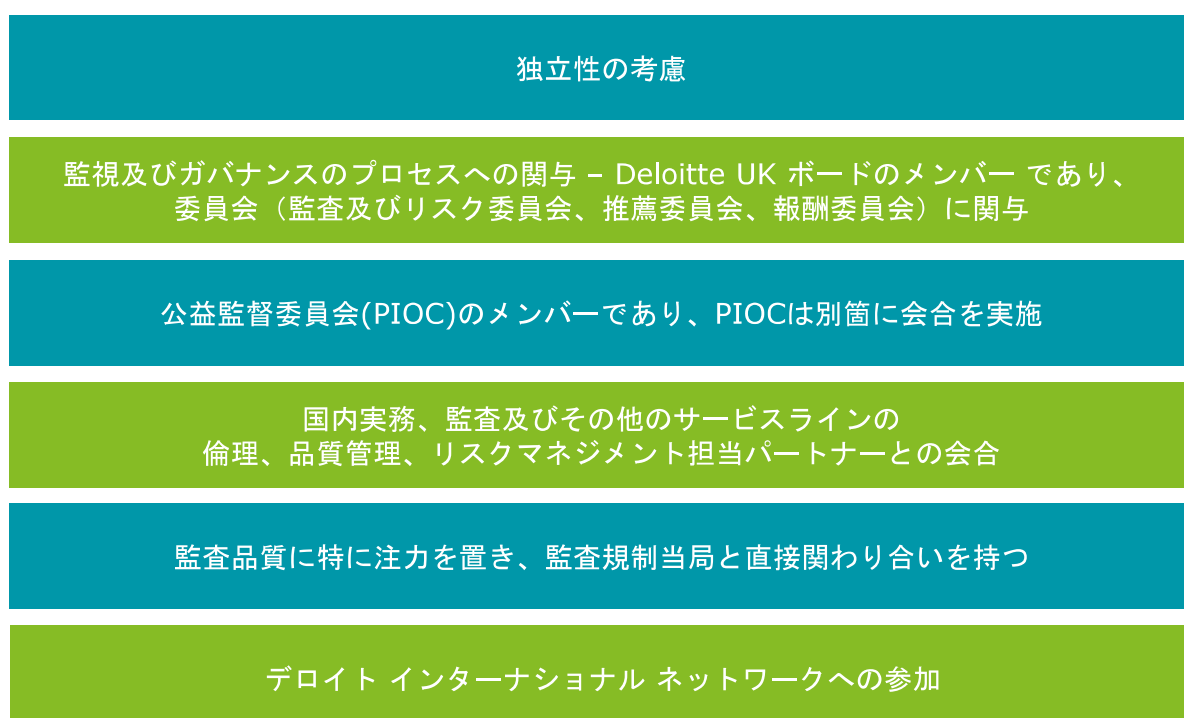 独立性の考慮
監視及びガバナンスのプロセスへの関与 – Deloitte UK ボードのメンバー であり、
委員会（監査及びリスク委員会、推薦委員会、報酬委員会）に関与
公益監督委員会(PIOC)のメンバーであり、PIOCは別箇に会合を実施
国内実務、監査及びその他のサービスラインの
倫理、品質管理、リスクマネジメント担当パートナーとの会合
監査品質に特に注力を置き、監査規制当局と直接関わり合いを持つ
デロイト インターナショナル ネットワークへの参加